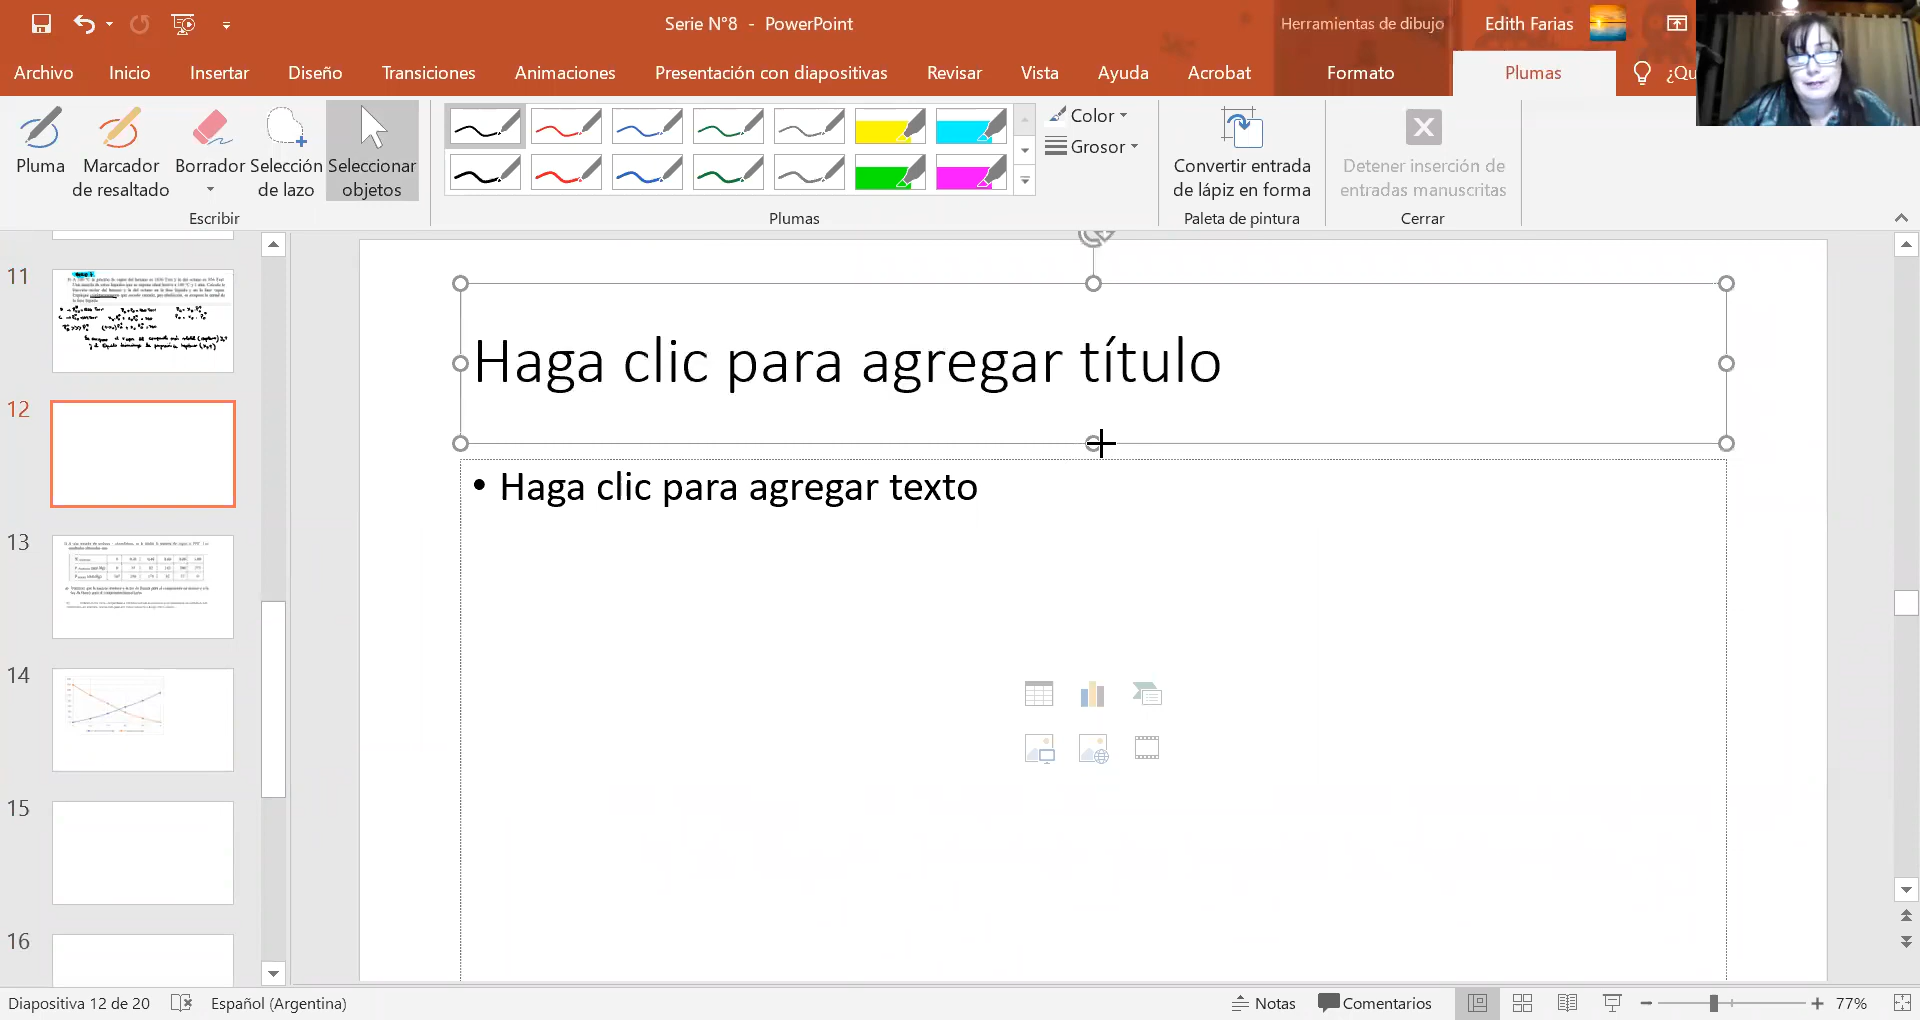 Serie N°8 - PowerPoint
Herramientas de dibujo
Edith Farias
Archivo
Inicio
Insertar
Diseño
Transiciones
Animaciones
Presentación con diapositivas
Revisar
Vista
Ayuda
Acrobat
Formato
Plumas
¿Qu
Pluma
Marcador de resaltado
Borrador
Selección de lazo
Seleccionar objetos
Color
Grosor
Convertir entrada de lápiz en forma
Detener inserción de entradas manuscritas
Escribir
Plumas
Paleta de pintura
Cerrar
11
12
13
14
15
16
Haga clic para agregar título
• Haga clic para agregar texto
Diapositiva 12 de 20
Español (Argentina)
Notas
Comentarios
77%